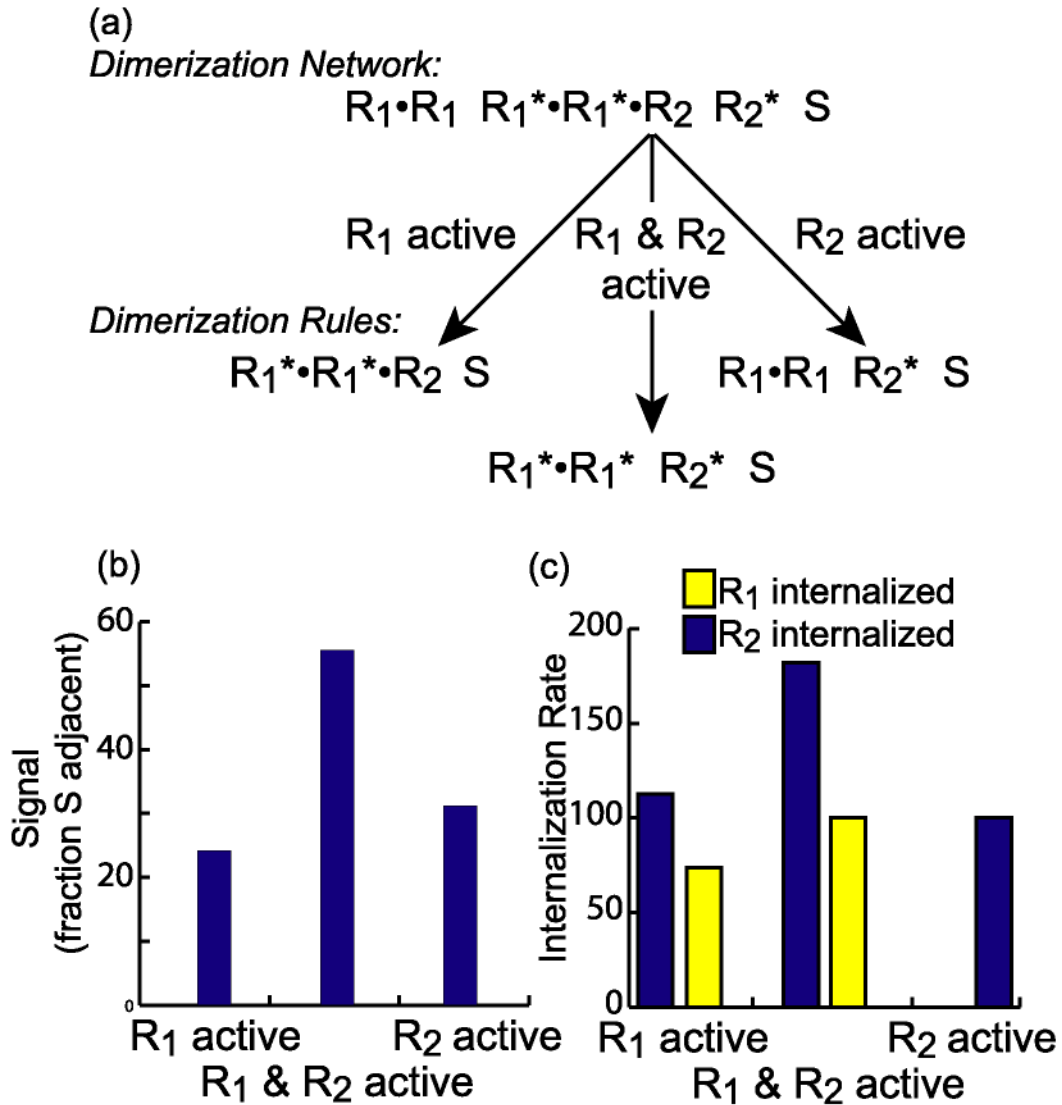 (a)
Dimerization Network:
R₁•R₁ R₁*•R₁*•R₂ R₂* S
R₁ active
R₁ & R₂
active
R₂ active
Dimerization Rules:
R₁*•R₁*•R₂ S
R₁•R₁ R₂* S
R₁*•R₁* R₂* S
(b)
Signal
(fraction S adjacent)
60
40
20
0
R₁ active
R₂ active
R₁ & R₂ active
(c)
R₁ internalized
R₂ internalized
Internalization Rate
200
150
100
50
0
R₁ active
R₂ active
R₁ & R₂ active